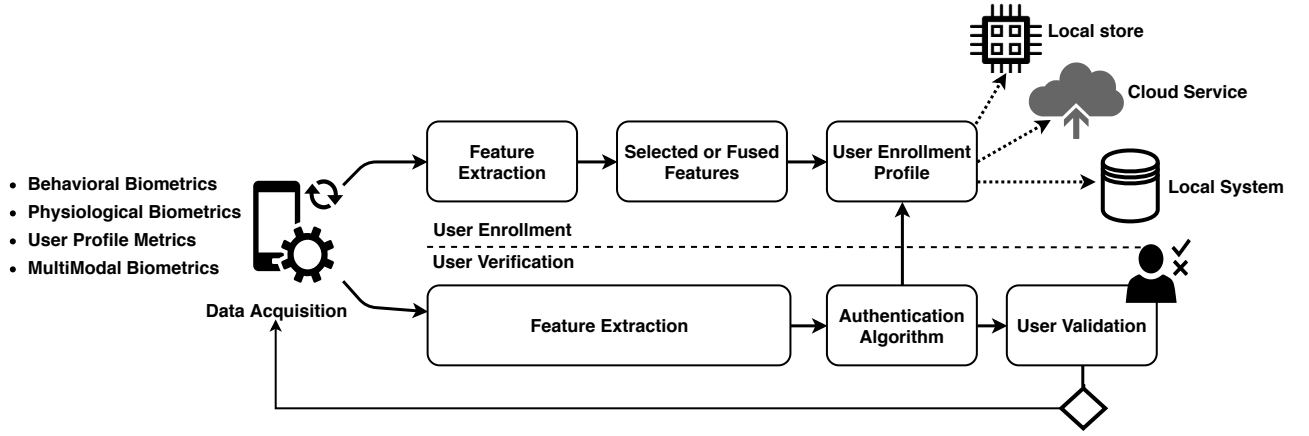 Local store
Cloud Service
Local System
Feature
Extraction
Selected or Fused
Features
User Enrollment
Profile
• Behavioral Biometrics
• Physiological Biometrics
• User Profile Metrics
• MultiModal Biometrics
Data Acquisition
User Enrollment
User Verification
Feature Extraction
Authentication
Algorithm
User Validation